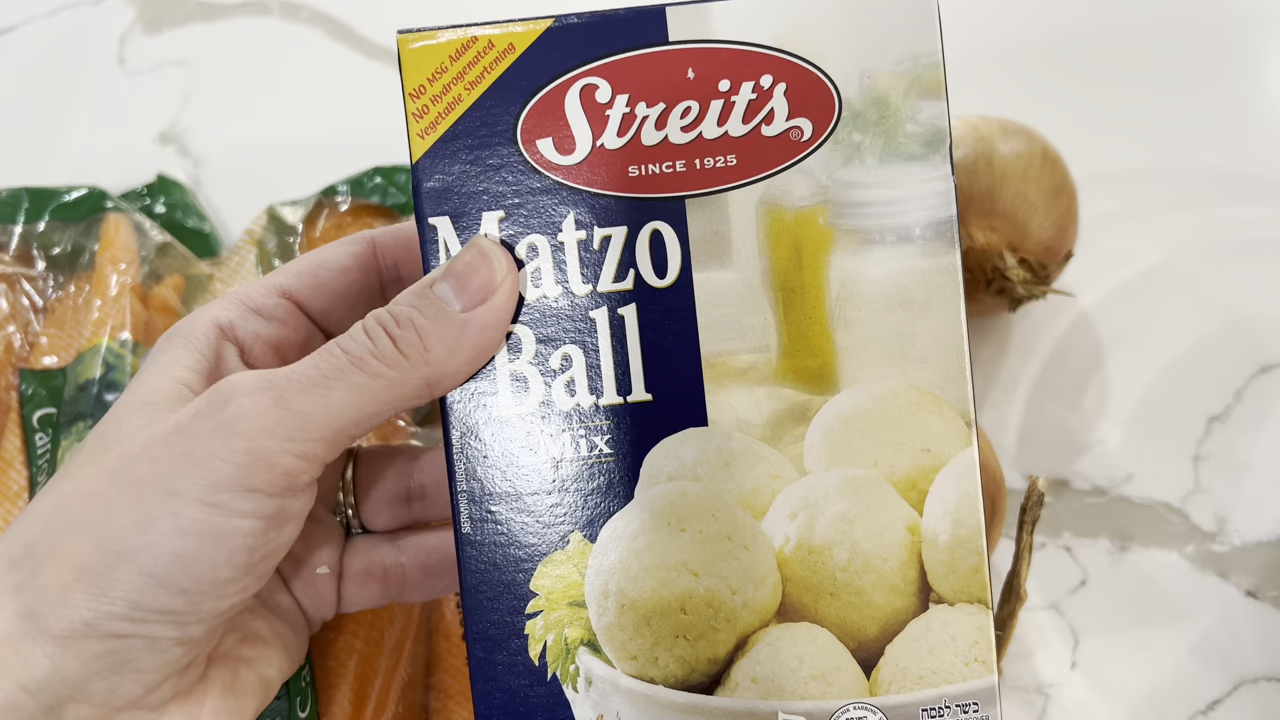 No MSG Added
No Hydrogenated
Vegetable Shortening
Streit's®
SINCE 1925
Matzo
Ball
Mix
SERVING SUGGESTION
כשר לפסח